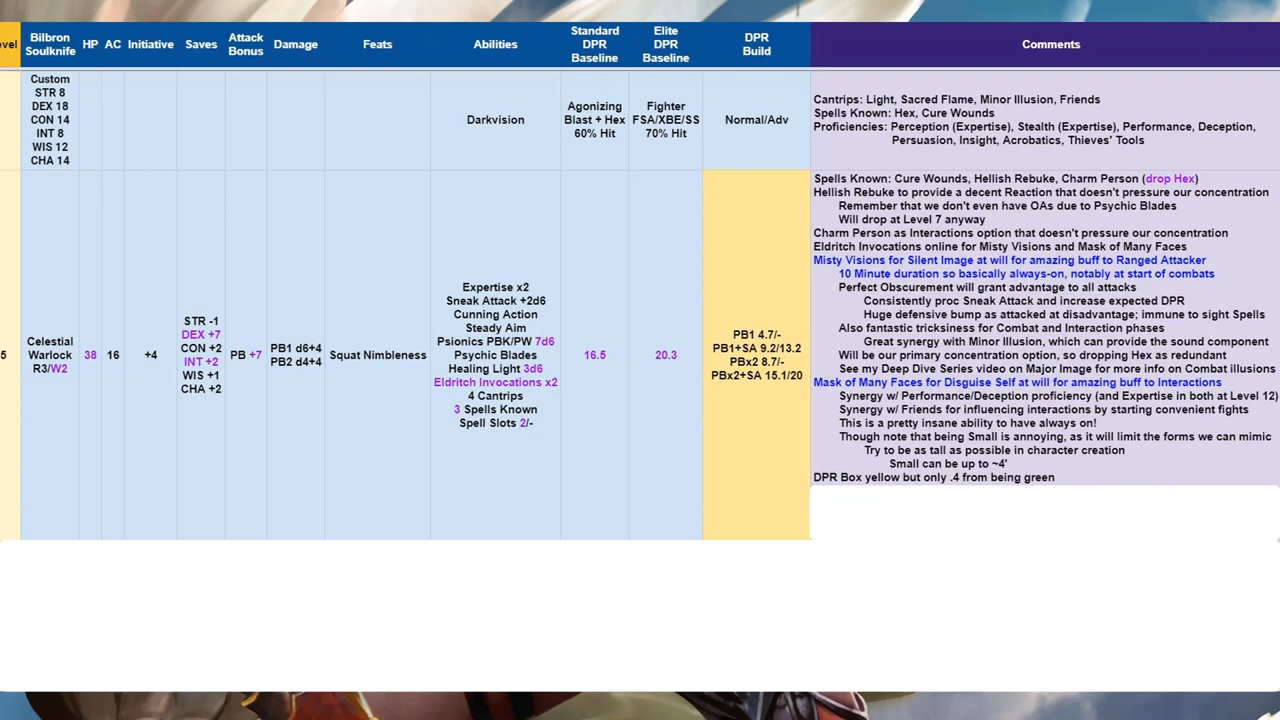 vel
Bilbron
Soulknife
HP
AC
Initiative
Saves
Attack
Bonus
Damage
Feats
Abilities
Standard
DPR
Baseline
Elite
DPR
Baseline
DPR
Build
Comments
Custom
STR 8
DEX 18
CON 14
INT 8
WIS 12
CHA 14
Darkvision
Agonizing
Blast + Hex
60% Hit
Fighter
FSA/XBE/SS
70% Hit
Normal/Adv
Cantrips: Light, Sacred Flame, Minor Illusion, Friends
Spells Known: Hex, Cure Wounds
Proficiencies: Perception (Expertise), Stealth (Expertise), Performance, Deception,
Persuasion, Insight, Acrobatics, Thieves' Tools
5
Celestial
Warlock
R3/W2
38
16
+4
STR -1
DEX +7
CON +2
INT +2
WIS +1
CHA +2
PB +7
PB1 d6+4
PB2 d4+4
Squat Nimbleness
Expertise x2
Sneak Attack +2d6
Cunning Action
Steady Aim
Psionics PBK/PW 7d6
Psychic Blades
Healing Light 3d6
Eldritch Invocations x2
4 Cantrips
3 Spells Known
Spell Slots 2/-
16.5
20.3
PB1 4.7/-
PB1+SA 9.2/13.2
PBx2 8.7/-
PBx2+SA 15.1/20
Spells Known: Cure Wounds, Hellish Rebuke, Charm Person (drop Hex)
Hellish Rebuke to provide a decent Reaction that doesn't pressure our concentration
Remember that we don't even have OAs due to Psychic Blades
Will drop at Level 7 anyway
Charm Person as Interactions option that doesn't pressure our concentration
Eldritch Invocations online for Misty Visions and Mask of Many Faces
Misty Visions for Silent Image at will for amazing buff to Ranged Attacker
10 Minute duration so basically always-on, notably at start of combats
Perfect Obscurement will grant advantage to all attacks
Consistently proc Sneak Attack and increase expected DPR
Huge defensive bump as attacked at disadvantage; immune to sight Spells
Also fantastic tricksiness for Combat and Interaction phases
Great synergy with Minor Illusion, which can provide the sound component
Will be our primary concentration option, so dropping Hex as redundant
See my Deep Dive Series video on Major Image for more info on Combat illusions
Mask of Many Faces for Disguise Self at will for amazing buff to Interactions
Synergy w/ Performance/Deception proficiency (and Expertise in both at Level 12)
Synergy w/ Friends for influencing interactions by starting convenient fights
This is a pretty insane ability to have always on!
Though note that being Small is annoying, as it will limit the forms we can mimic
Try to be as tall as possible in character creation
Small can be up to ~4'
DPR Box yellow but only .4 from being green